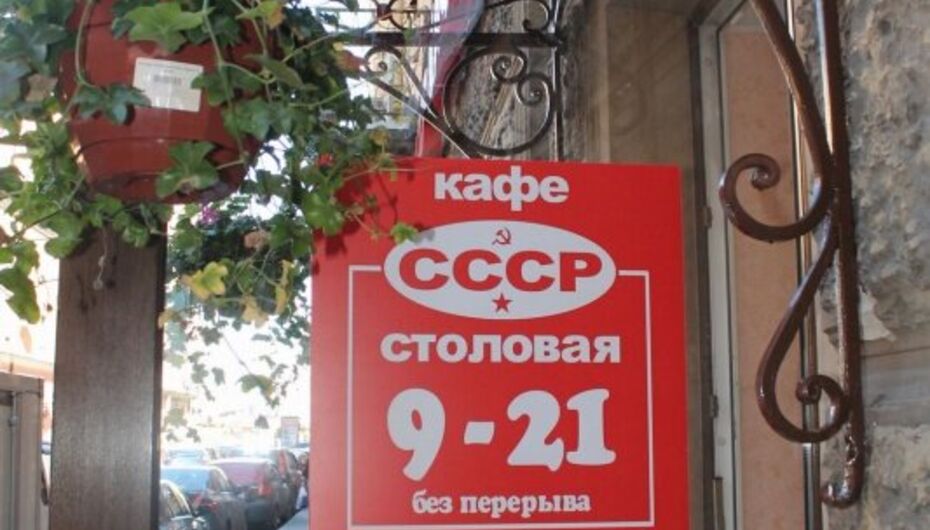 кафе
СССР
столовая
9-21
без перерыва